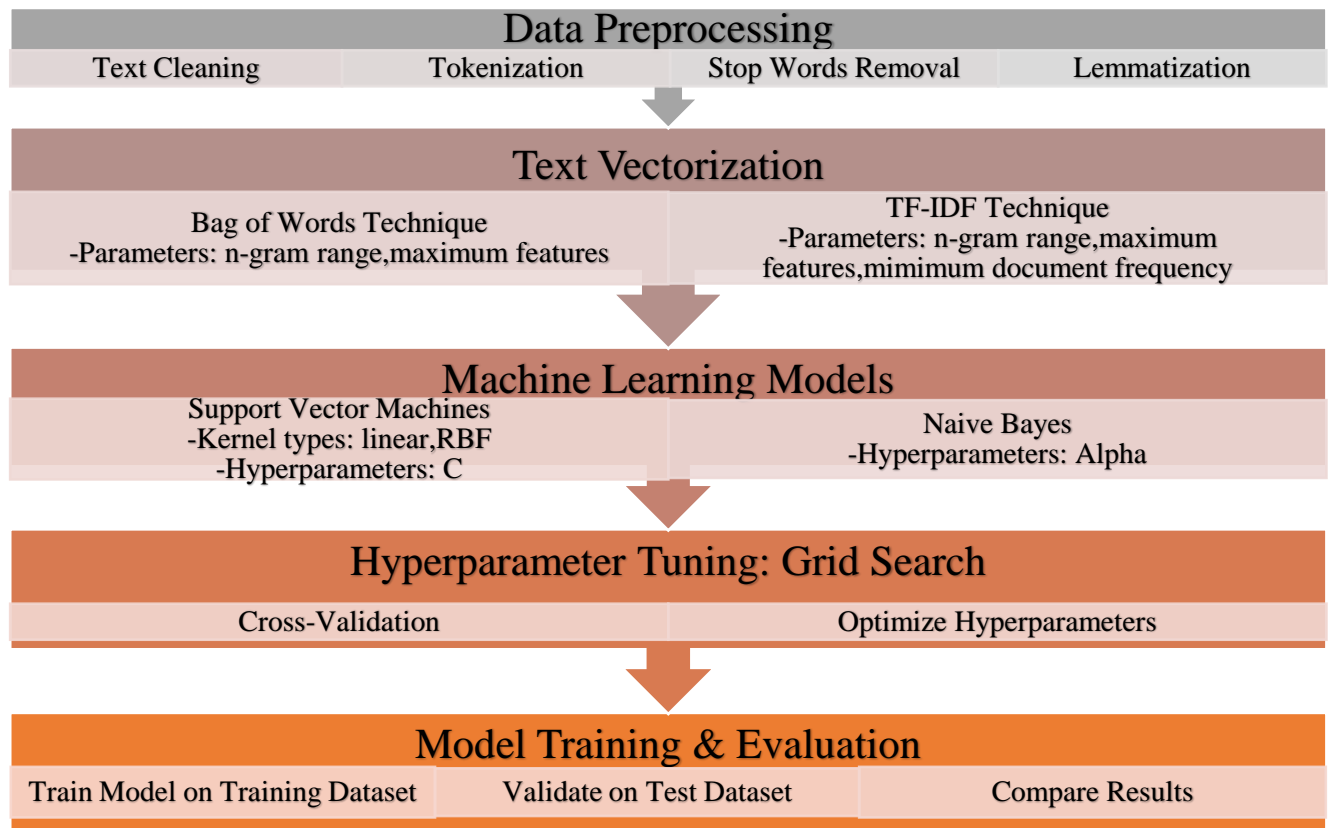 Data Preprocessing
Text Cleaning
Tokenization
Stop Words Removal
Lemmatization
Text Vectorization
Bag of Words Technique
-Parameters: n-gram range,maximum features
TF-IDF Technique
-Parameters: n-gram range,maximum
features,mimimum document frequency
Machine Learning Models
Support Vector Machines
-Kernel types: linear,RBF
-Hyperparameters: C
Naive Bayes
-Hyperparameters: Alpha
Hyperparameter Tuning: Grid Search
Cross-Validation
Optimize Hyperparameters
Model Training & Evaluation
Train Model on Training Dataset
Validate on Test Dataset
Compare Results